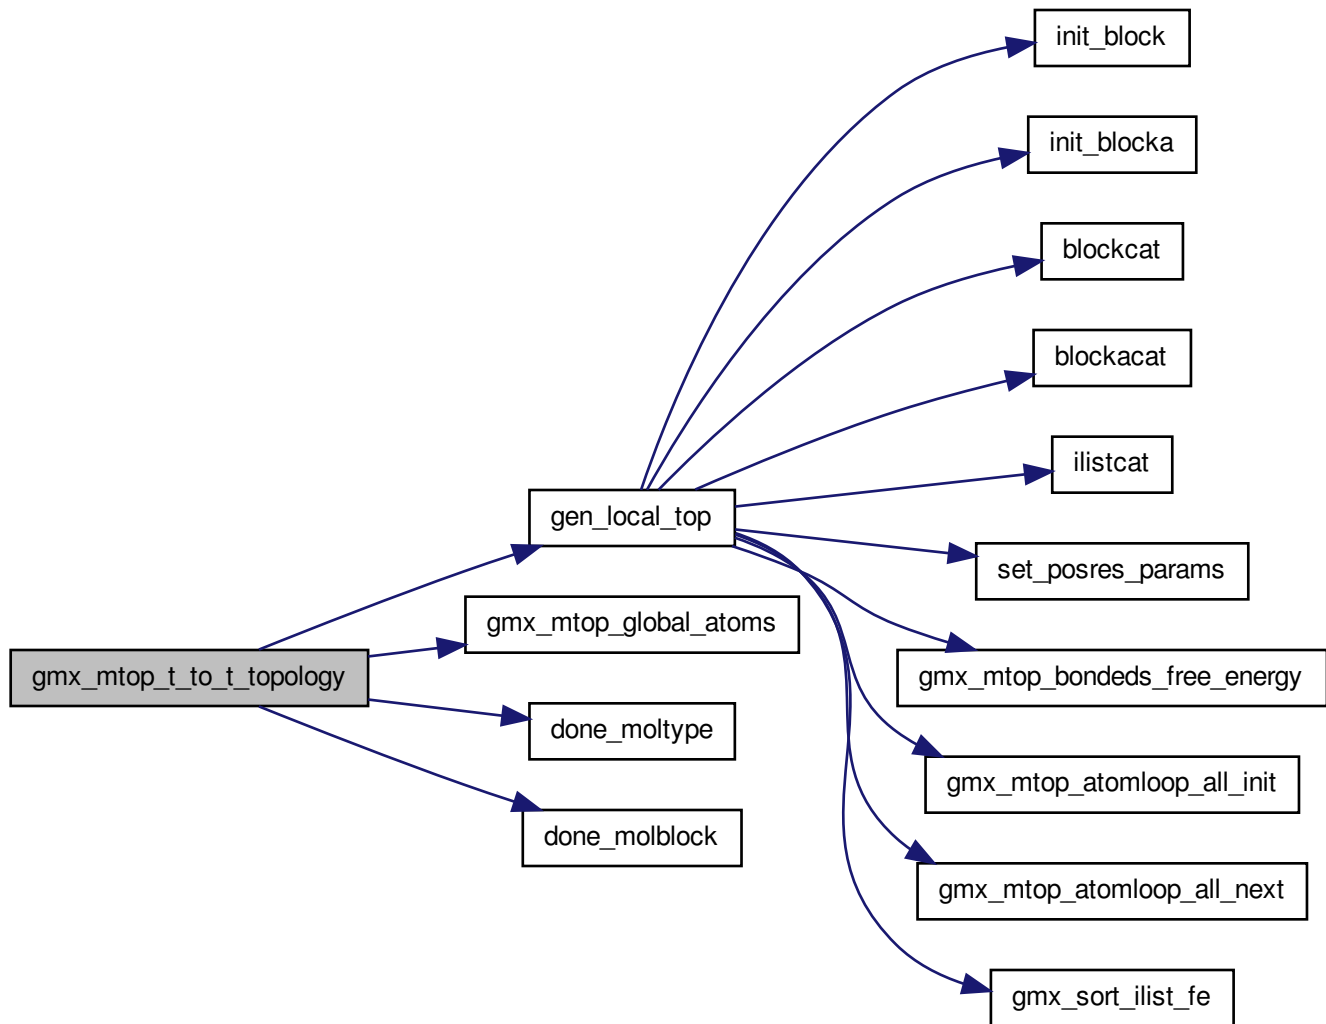 init_block
init_blocka
blockcat
blockacat
ilistcat
gen_local_top
set_posres_params
gmx_mtop_global_atoms
gmx_mtop_t_to_t_topology
gmx_mtop_bondeds_free_energy
done_moltype
gmx_mtop_atomloop_all_init
done_molblock
gmx_mtop_atomloop_all_next
gmx_sort_ilist_fe